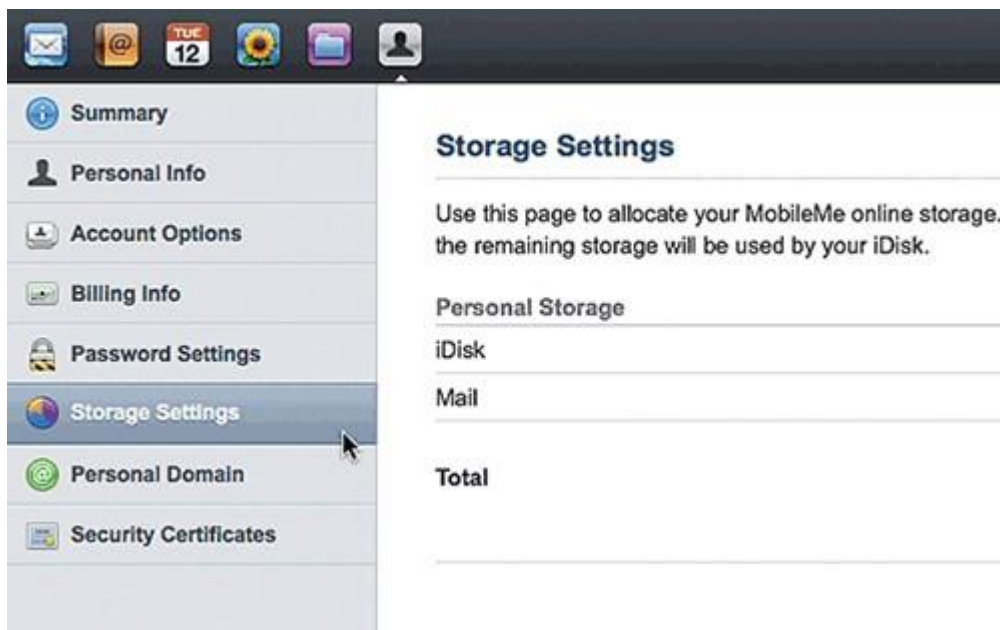 TUE
12
Summary
Personal Info
Account Options
Billing Info
Password Settings
Storage Settings
Personal Domain
Security Certificates
Storage Settings
Use this page to allocate your MobileMe online storage.
the remaining storage will be used by your iDisk.
Personal Storage
iDisk
Mail
Total